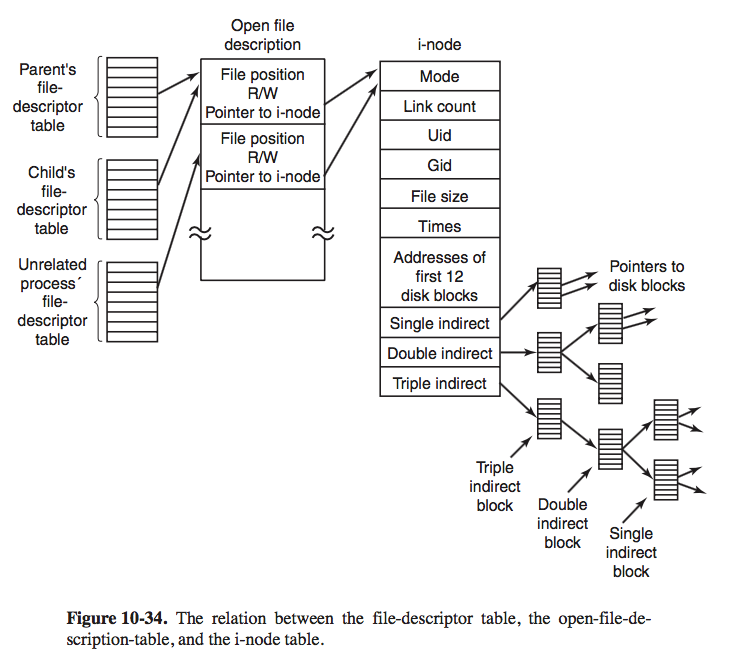 Open file
description
i-node
Parent's
file-
descriptor
table
File position
R/W
Pointer to i-node
File position
R/W
Pointer to i-node
Mode
Link count
Uid
Gid
File size
Times
Addresses of
first 12
disk blocks
Single indirect
Double indirect
Triple indirect
Child's
file-
descriptor
table
Unrelated
process´
file-
descriptor
table
Pointers to
disk blocks
Triple
indirect
block
Double
indirect
block
Single
indirect
block
Figure 10-34. The relation between the file-descriptor table, the open-file-de-
scription-table, and the i-node table.